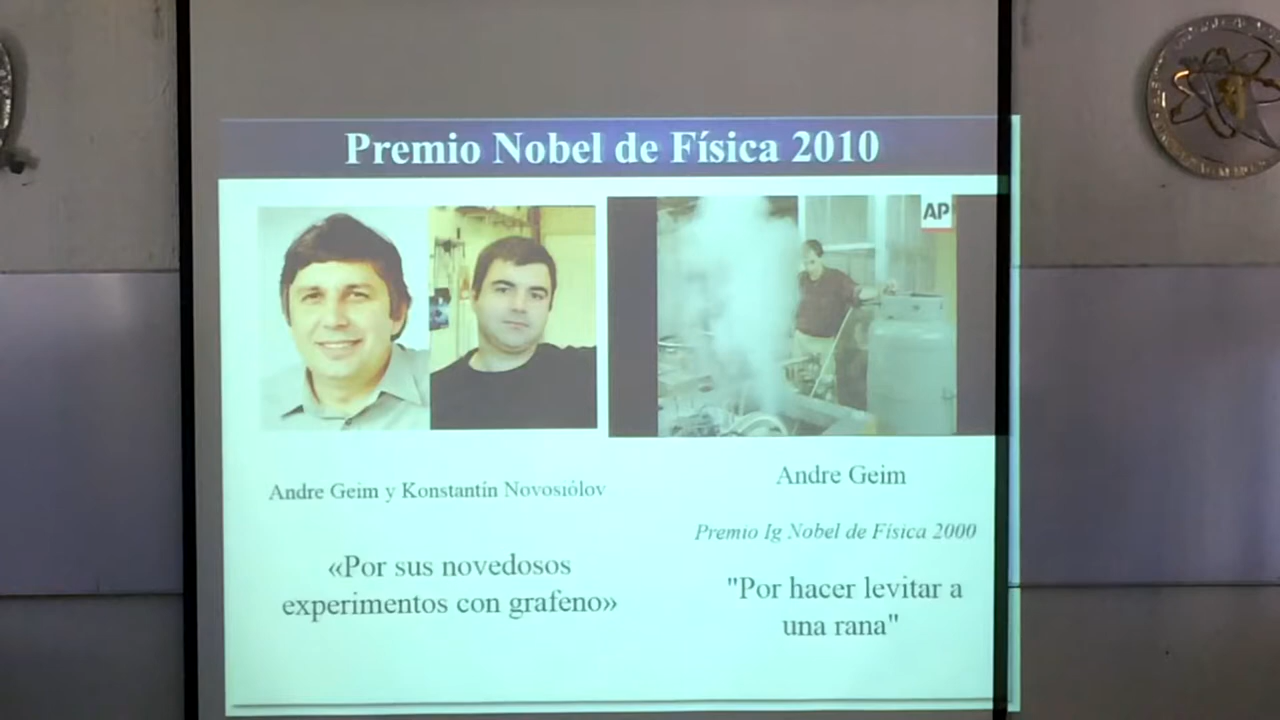 Premio Nobel de Física 2010
AP
Andre Geim y Konstantín Novosiólov
«Por sus novedosos
experimentos con grafeno»
Andre Geim
Premio Ig Nobel de Física 2000
"Por hacer levitar a
una rana"